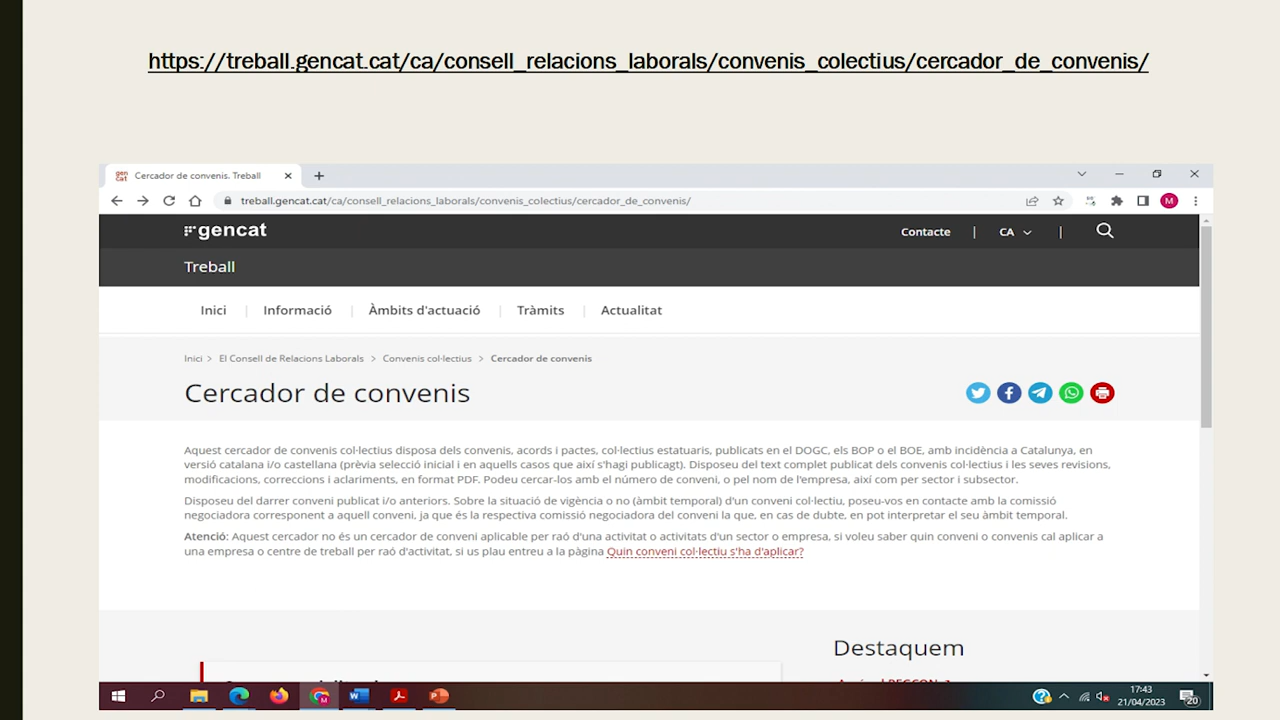 https://treball.gencat.cat/ca/consell_relacions_laborals/convenis_colectius/cercador_de_convenis/
gen cat Cercador de convenis. Treball
treball.gencat.cat/ca/consell_relacions_laborals/convenis_colectius/cercador_de_convenis/
M
gencat
Contacte | CA |
Treball
Inici | Informació | Àmbits d'actuació | Tràmits | Actualitat
Inici > El Consell de Relacions Laborals > Convenis col·lectius > Cercador de convenis
Cercador de convenis
Aquest cercador de convenis col·lectius disposa dels convenis, acords i pactes, col·lectius estatuaris, publicats en el DOGC, els BOP o el BOE, amb incidència a Catalunya, en
versió catalana i/o castellana (prèvia selecció inicial i en aquells casos que així s'hagi publicagt). Disposeu del text complet publicat dels convenis col·lectius i les seves revisions,
modificacions, correccions i aclariments, en format PDF. Podeu cercar-los amb el número de conveni, o pel nom de l'empresa, així com per sector i subsector.
Disposeu del darrer conveni publicat i/o anteriors. Sobre la situació de vigència o no (àmbit temporal) d'un conveni col·lectiu, poseu-vos en contacte amb la comissió
negociadora corresponent a aquell conveni, ja que és la respectiva comissió negociadora del conveni la que, en cas de dubte, en pot interpretar el seu àmbit temporal.
Atenció: Aquest cercador no és un cercador de conveni aplicable per raó d'una activitat o activitats d'un sector o empresa, si voleu saber quin conveni o convenis cal aplicar a
una empresa o centre de treball per raó d'activitat, si us plau entreu a la pàgina Quin conveni col·lectiu s'ha d'aplicar?
Destaquem
17:43
21/04/2023
20